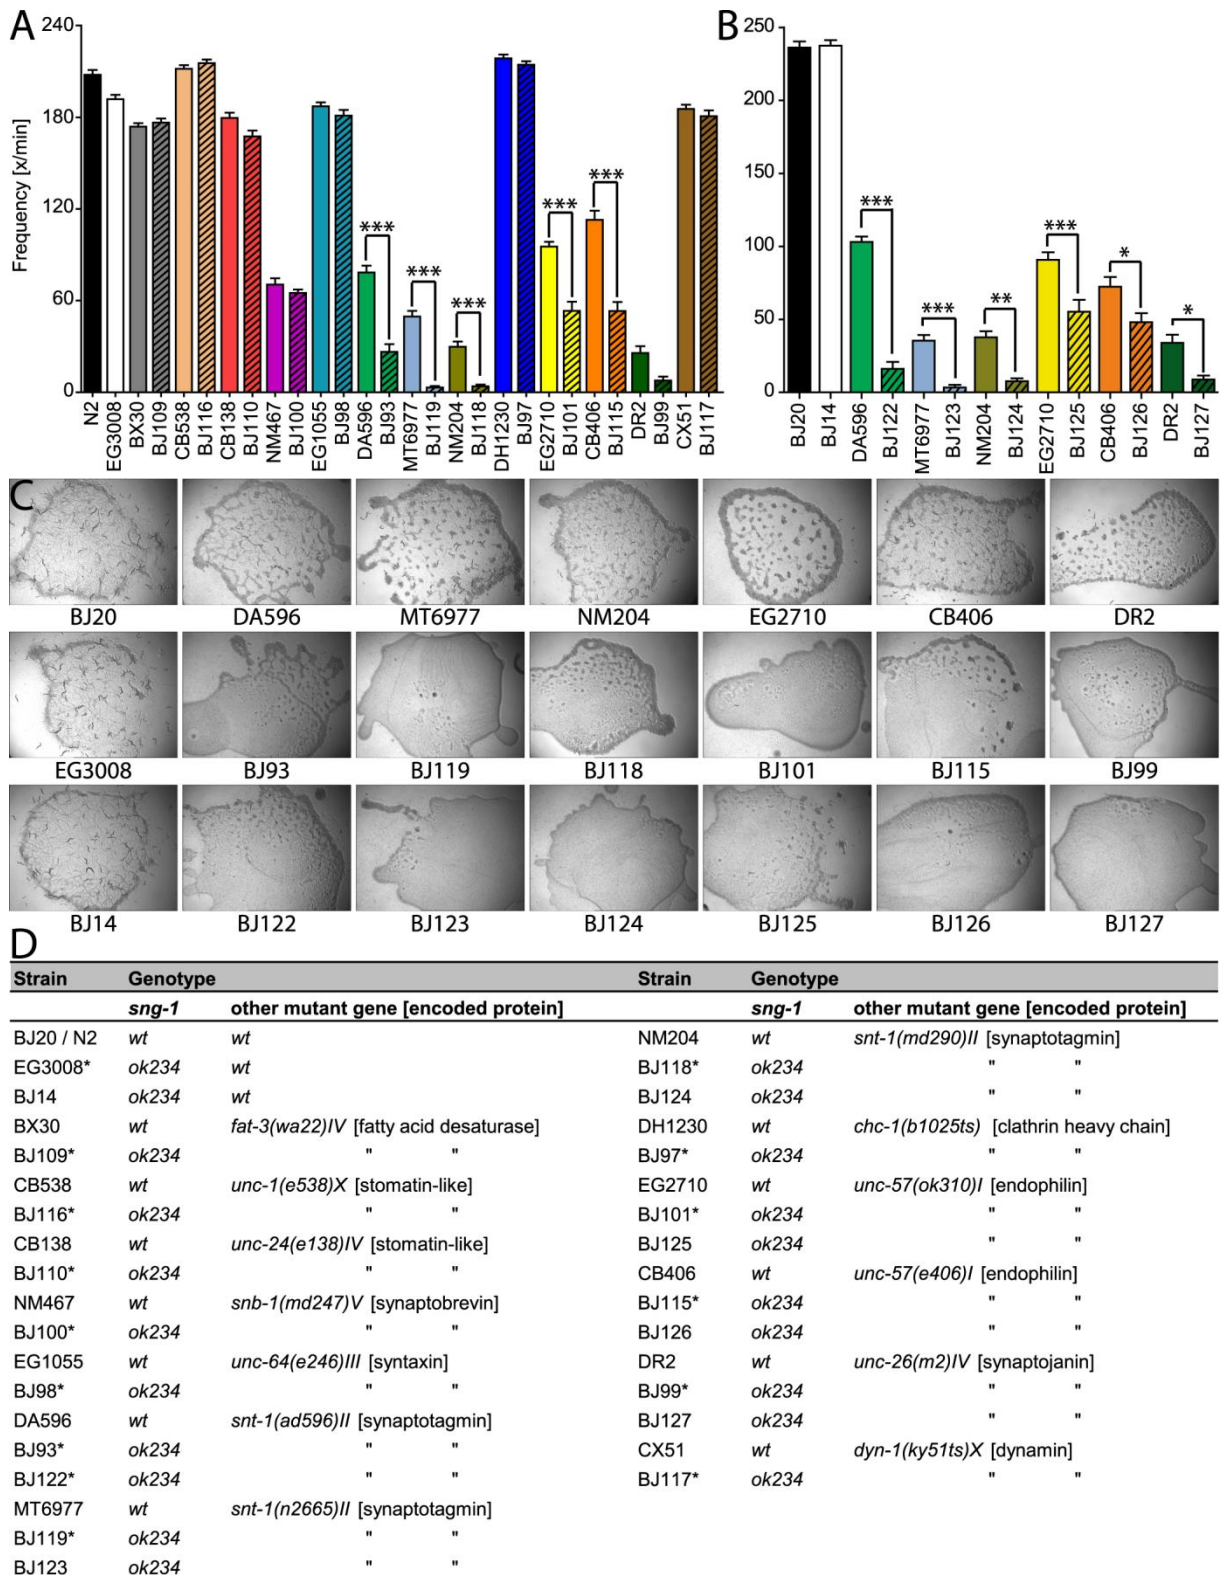 A
240
180
120
60
0
Frequency [x/min]
***
***
***
***
***
N2
EG3008
BX30
BJ109
CB538
BJ116
CB138
BJ110
NM467
BJ100
EG1055
BJ98
DA596
BJ93
MT6977
BJ119
NM204
BJ118
DH1230
BJ97
EG2710
BJ101
CB406
BJ115
DR2
BJ99
CX51
BJ117
B
250
200
150
100
50
0
***
***
**
***
*
*
BJ20
BJ14
DA596
BJ122
MT6977
BJ123
NM204
BJ124
EG2710
BJ125
CB406
BJ126
DR2
BJ127
C
BJ20 DA596 MT6977 NM204 EG2710 CB406 DR2
EG3008 BJ93 BJ119 BJ118 BJ101 BJ115 BJ99
BJ14 BJ122 BJ123 BJ124 BJ125 BJ126 BJ127
D
Strain Genotype Strain Genotype
sng-1 other mutant gene [encoded protein] sng-1 other mutant gene [encoded protein]
BJ20 / N2 wt wt NM204 wt snt-1(md290)II [synaptotagmin]
EG3008* ok234 wt BJ118* ok234 " "
BJ14 ok234 wt BJ124 ok234 " "
BX30 wt fat-3(wa22)IV [fatty acid desaturase] DH1230 wt chc-1(b1025ts) [clathrin heavy chain]
BJ109* ok234 " " BJ97* ok234 " "
CB538 wt unc-1(e538)X [stomatin-like] EG2710 wt unc-57(ok310)I [endophilin]
BJ116* ok234 " " BJ101* ok234 " "
CB138 wt unc-24(e138)IV [stomatin-like] BJ125 ok234 " "
BJ110* ok234 " " CB406 wt unc-57(e406)I [endophilin]
NM467 wt snb-1(md247)V [synaptobrevin] BJ115* ok234 " "
BJ100* ok234 " " BJ126 ok234 " "
EG1055 wt unc-64(e246)III [syntaxin] DR2 wt unc-26(m2)IV [synaptojanin]
BJ98* ok234 " " BJ99* ok234 " "
DA596 wt snt-1(ad596)II [synaptotagmin] BJ127 ok234 " "
BJ93* ok234 " " CX51 wt dyn-1(ky51ts)X [dynamin]
BJ122* ok234 " " BJ117* ok234 " "
MT6977 wt snt-1(n2665)II [synaptotagmin]
BJ119* ok234 " "
BJ123 ok234 " "